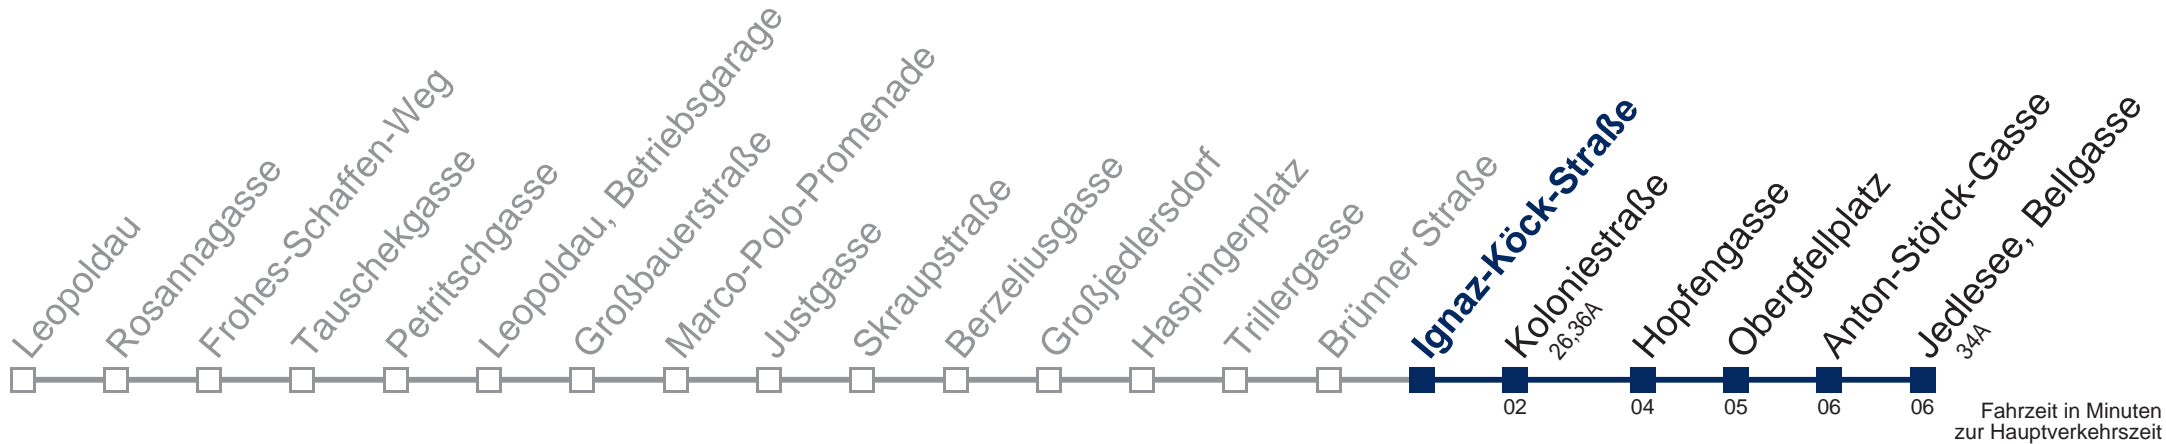 Leopoldau
Rosannagasse
Frohes-Schaffen-Weg
Tauschekgasse
Petritschgasse
Leopoldau, Betriebsgarage
Großbauerstraße
Marco-Polo-Promenade
Justgasse
Skraupstraße
Berzeliusgasse
Großjedlersdorf
Haspingerplatz
Trillergasse
Brünner Straße
Ignaz-Köck-Straße
Koloniestraße
26,36A
Hopfengasse
Obergfellplatz
Anton-Störck-Gasse
Jedlesee, Bellgasse
34A
02 04 05 06 06
Fahrzeit in Minuten
zur Hauptverkehrszeit